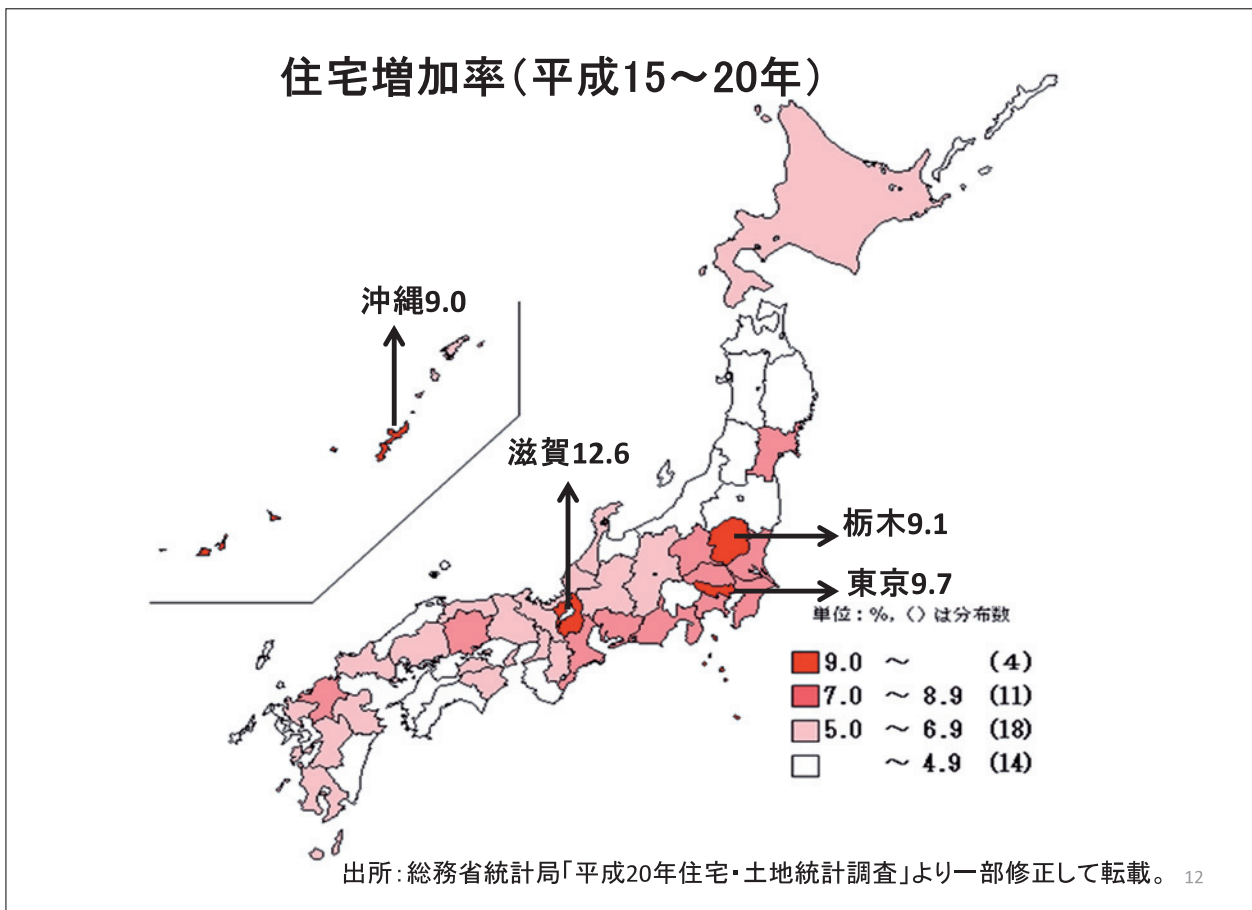 住宅増加率(平成15～20年)
沖縄9.0
滋賀12.6
栃木9.1
東京9.7
単位:%,〈〉は分布数
9.0 ～ (4)
7.0 ～ 8.9 (11)
5.0 ～ 6.9 (18)
～ 4.9 (14)
出所:総務省統計局「平成20年住宅・土地統計調査」より一部修正して転載。 12